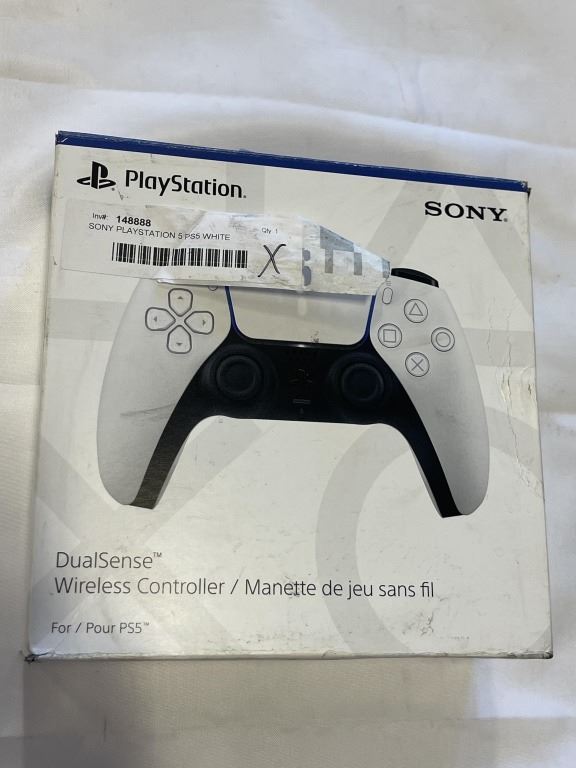 PlayStation.
SONY.
Inv#: 148888 Qty 1
SONY PLAYSTATION 5 PS5 WHITE
X
DualSense™
Wireless Controller / Manette de jeu sans fil
For / Pour PS5™